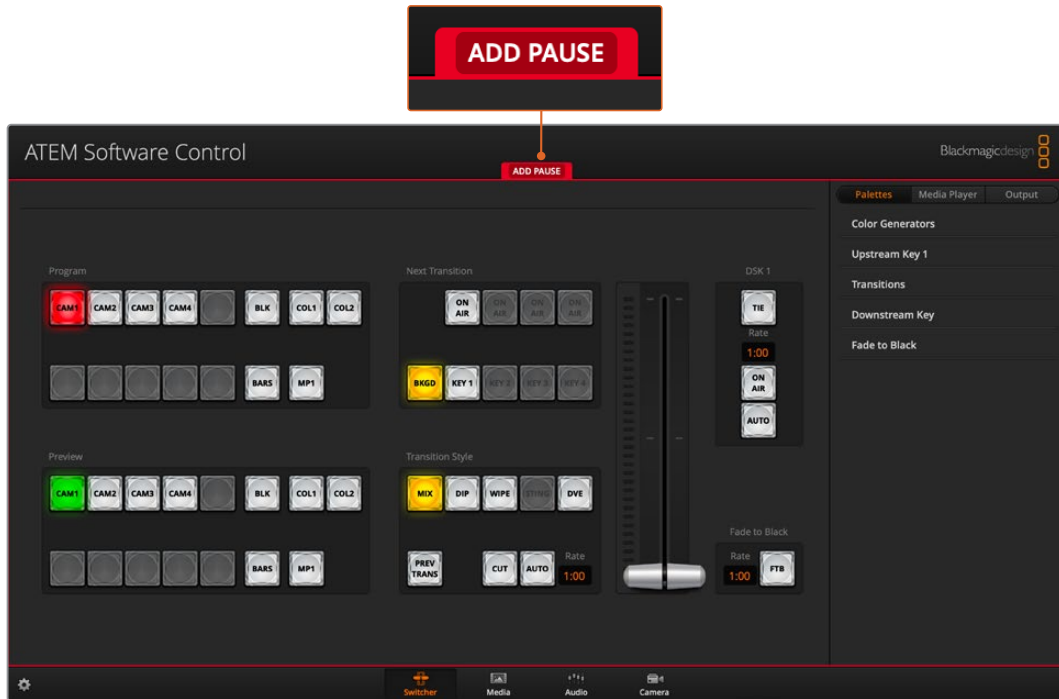 ADD PAUSE
ATEM Software Control
Blackmagicdesign
ADD PAUSE
Palettes Media Player Output
Color Generators
Upstream Key 1
Transitions
Downstream Key
Fade to Black
Program
CAM1 CAM2 CAM3 CAM4 BLK COL1 COL2
BARS MP1
Next Transition
ON AIR ON AIR ON AIR ON AIR
BKGD KEY 1 KEY 2 KEY 3 KEY 4
DSK 1
TIE
Rate
1:00
ON AIR
AUTO
Preview
CAM1 CAM2 CAM3 CAM4 BLK COL1 COL2
BARS MP1
Transition Style
MIX DIP WIPE STING DVE
PREV TRANS CUT AUTO
Rate
1:00
Fade to Black
Rate
1:00 FTB
Switcher Media Audio Camera